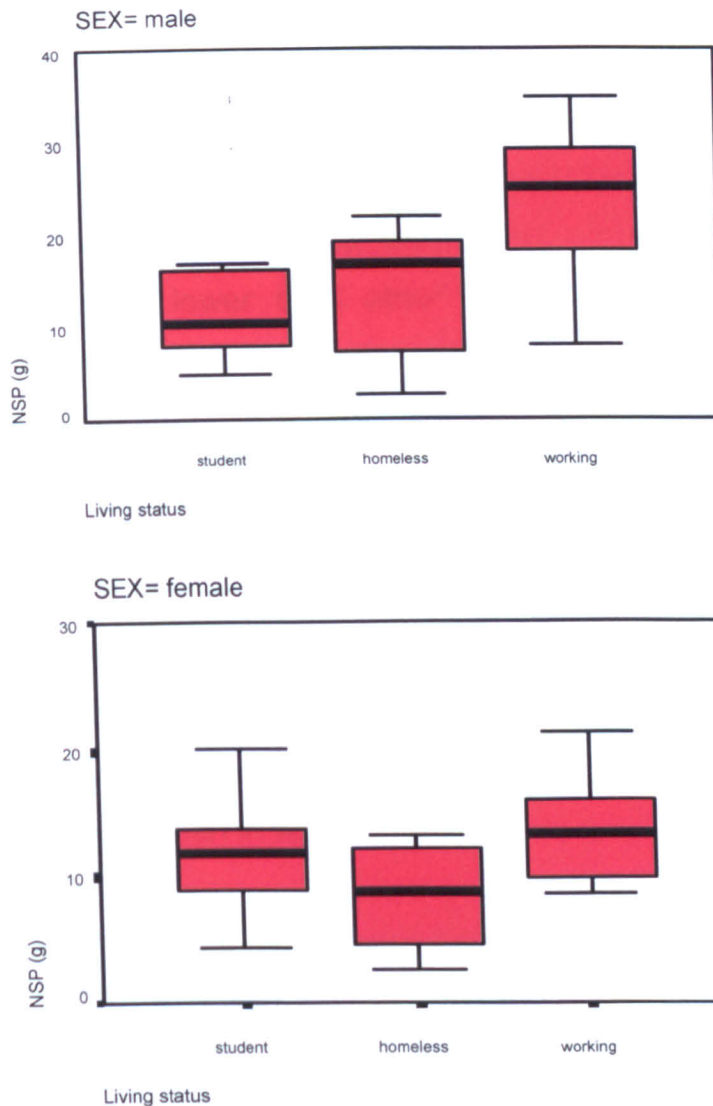 SEX= male
40
30
20
10
0
NSP (g)
student homeless working
Living status
SEX= female
30
20
10
0
NSP (g)
student homeless working
Living status